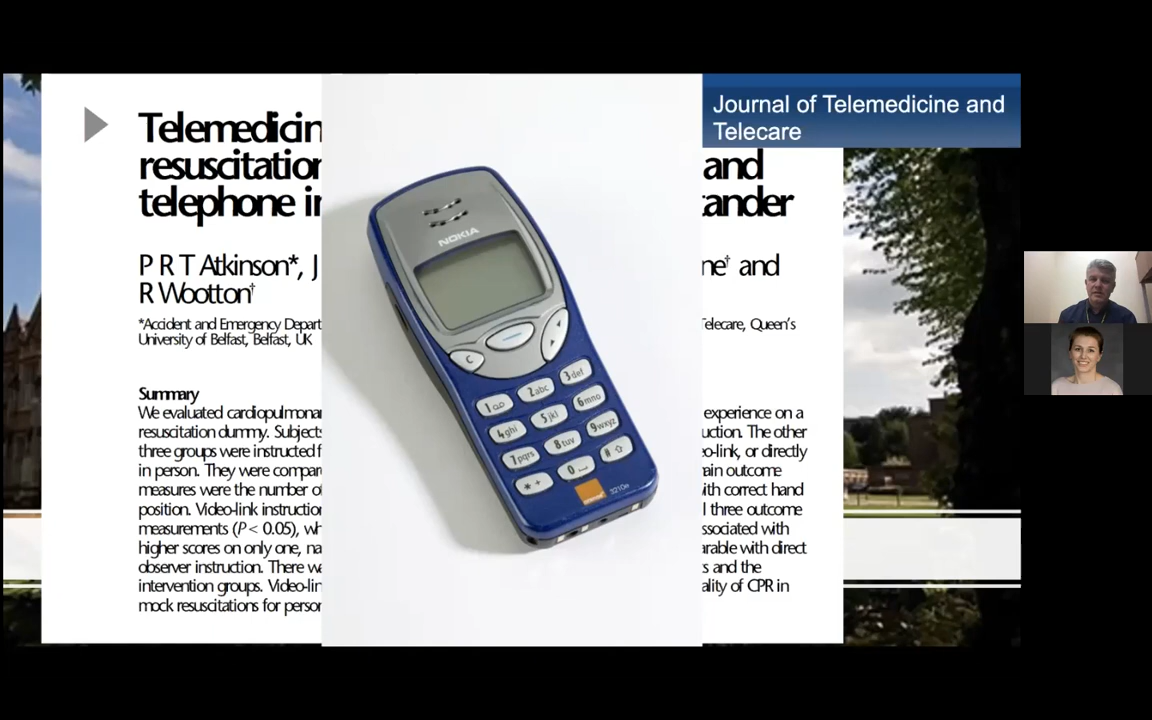 Journal of Telemedicine and
Telecare
Telemedicin
resuscitation and
telephone in tander
P R T Atkinson*, J ne† and
R Wootton†
*Accident and Emergency Depart Telecare, Queen's
University of Belfast, Belfast, UK
Summary
We evaluated cardiopulmonar experience on a
resuscitation dummy. Subjects uction. The other
three groups were instructed f eo-link, or directly
in person. They were compare ain outcome
measures were the number of ith correct hand
position. Video-link instruction l three outcome
measurements (P < 0.05), wh ssociated with
higher scores on only one, na arable with direct
observer instruction. There wa s and the
intervention groups. Video-lin ality of CPR in
mock resuscitations for person
NOKIA
C
1
2abc
3def
4ghi
5jkl
6mno
7pqrs
8tuv
9wxyz
* +
0
#
3210e